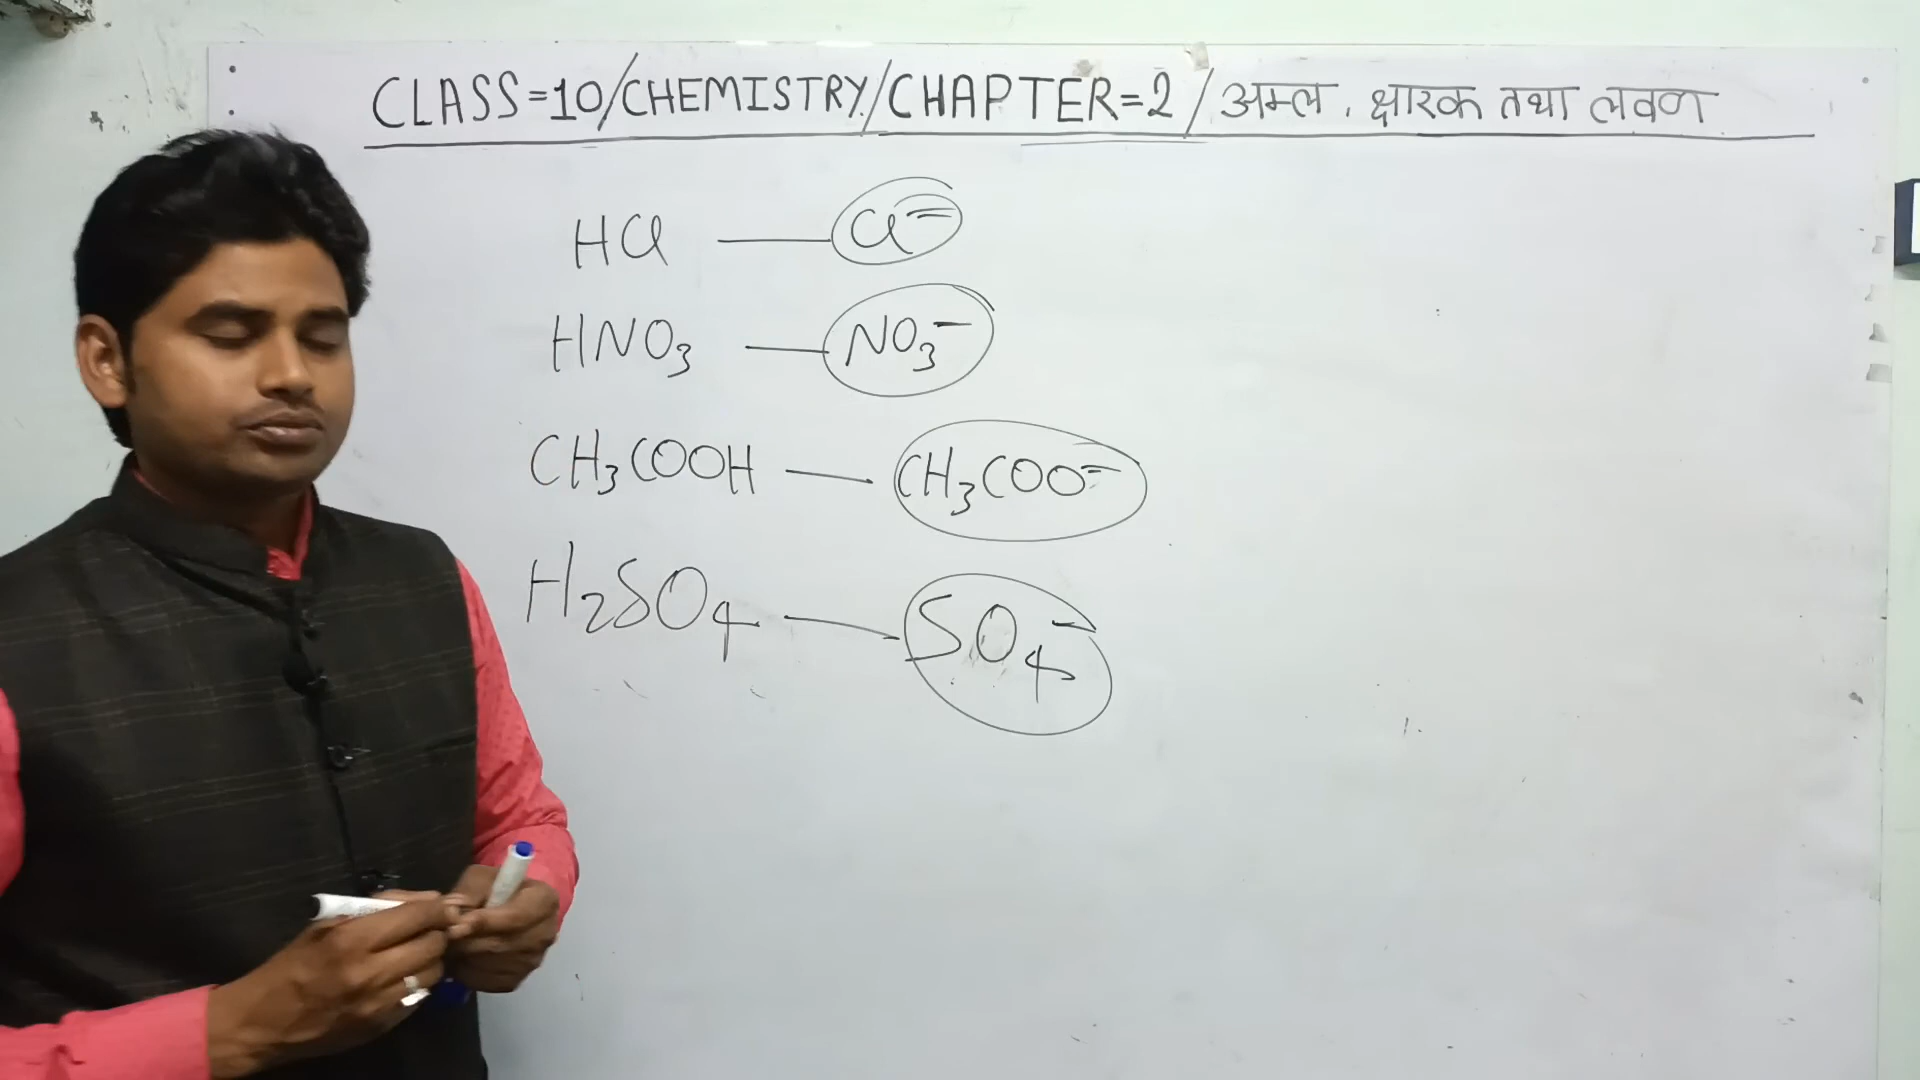 CLASS=10/CHEMISTRY/CHAPTER=2/अम्ल, क्षारक तथा लवण
HCl — Cl⁻
HNO₃ — NO₃⁻
CH₃COOH — CH₃COO⁻
H₂SO₄ — SO₄⁻